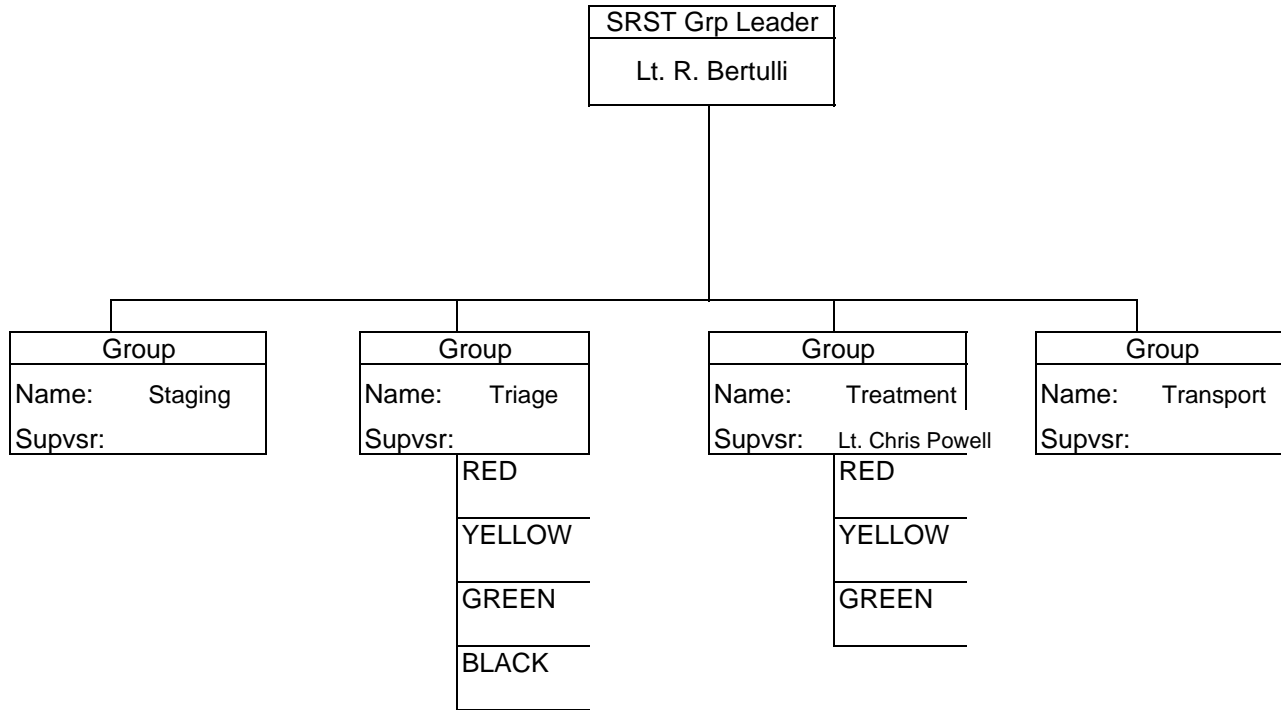 SRST Grp Leader
Lt. R. Bertulli
Group
Name: Staging
Supvsr:
Group
Name: Triage
Supvsr:
RED
YELLOW
GREEN
BLACK
Group
Name: Treatment
Supvsr: Lt. Chris Powell
RED
YELLOW
GREEN
Group
Name: Transport
Supvsr: